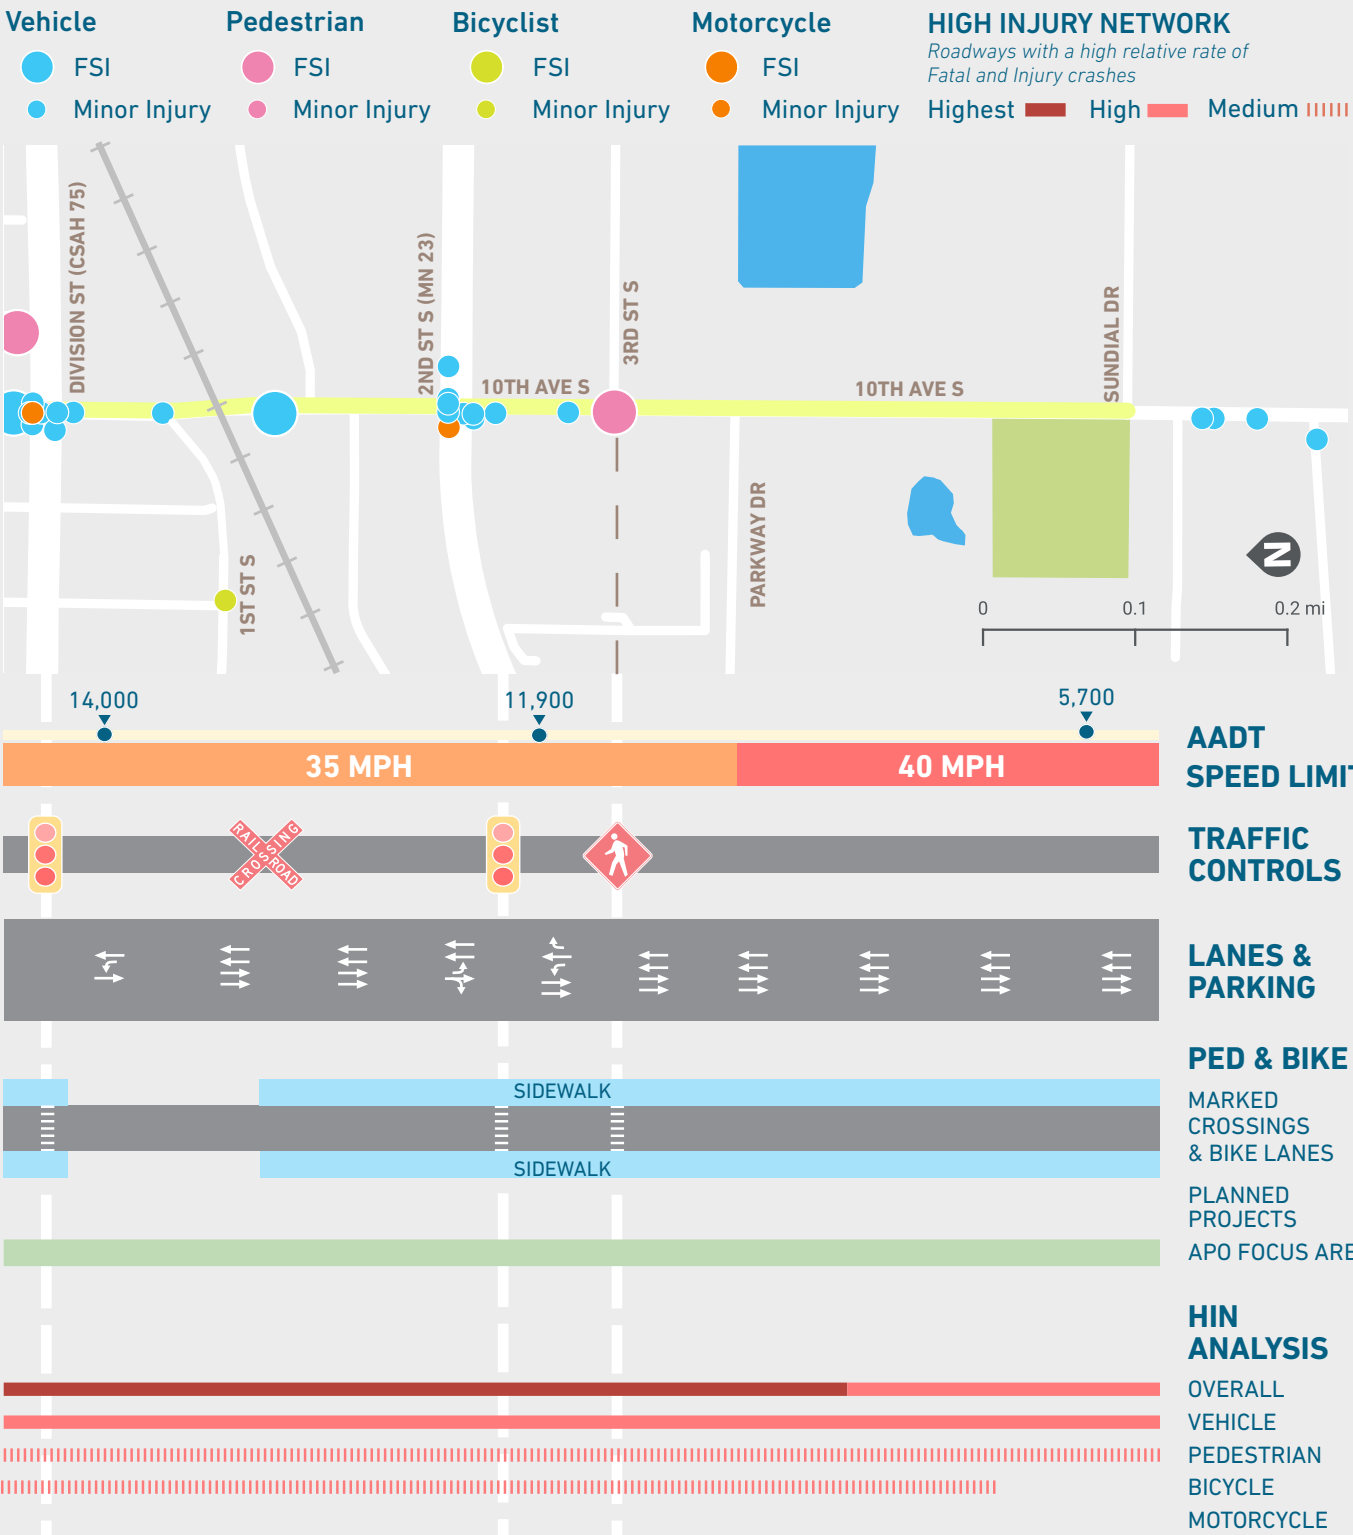 Vehicle
FSI
Minor Injury
Pedestrian
FSI
Minor Injury
Bicyclist
FSI
Minor Injury
Motorcycle
FSI
Minor Injury
HIGH INJURY NETWORK
Roadways with a high relative rate of
Fatal and Injury crashes
Highest
High
Medium
DIVISION ST (CSAH 75)
2ND ST S (MN 23)
3RD ST S
SUNDIAL DR
10TH AVE S
10TH AVE S
1ST ST S
PARKWAY DR
N
0
0.1
0.2 mi
14,000
11,900
5,700
AADT
35 MPH
40 MPH
SPEED LIMIT
RAILROAD
CROSSING
TRAFFIC
CONTROLS
LANES &
PARKING
PED & BIKE
SIDEWALK
SIDEWALK
MARKED
CROSSINGS
& BIKE LANES
PLANNED
PROJECTS
APO FOCUS ARE
HIN
ANALYSIS
OVERALL
VEHICLE
PEDESTRIAN
BICYCLE
MOTORCYCLE